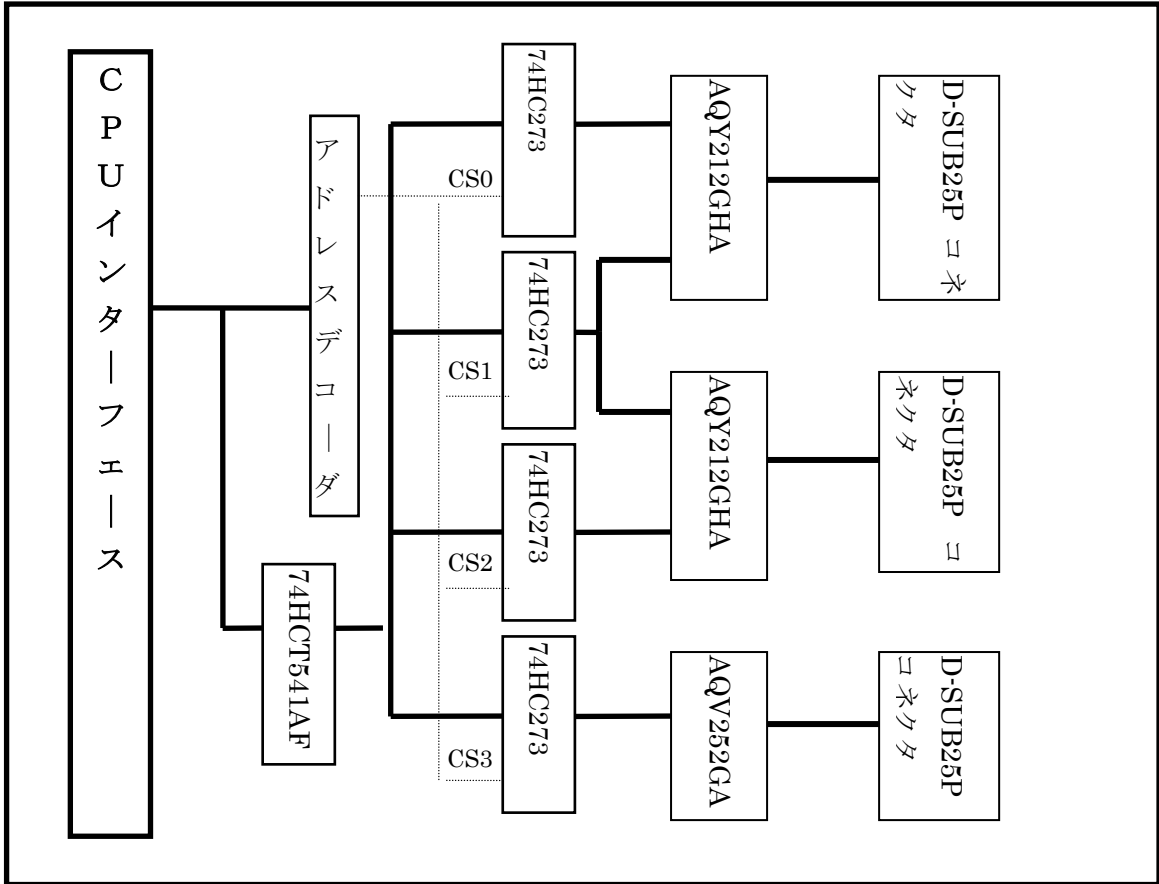 CPUインターフェース
アドレスデコーダ
74HCT541AF
CS0
CS1
CS2
CS3
74HC273
74HC273
74HC273
74HC273
AQY212GHA
AQY212GHA
AQV252GA
D-SUB25P コネ
クタ
D-SUB25P コ
ネクタ
D-SUB25P
コネクタ